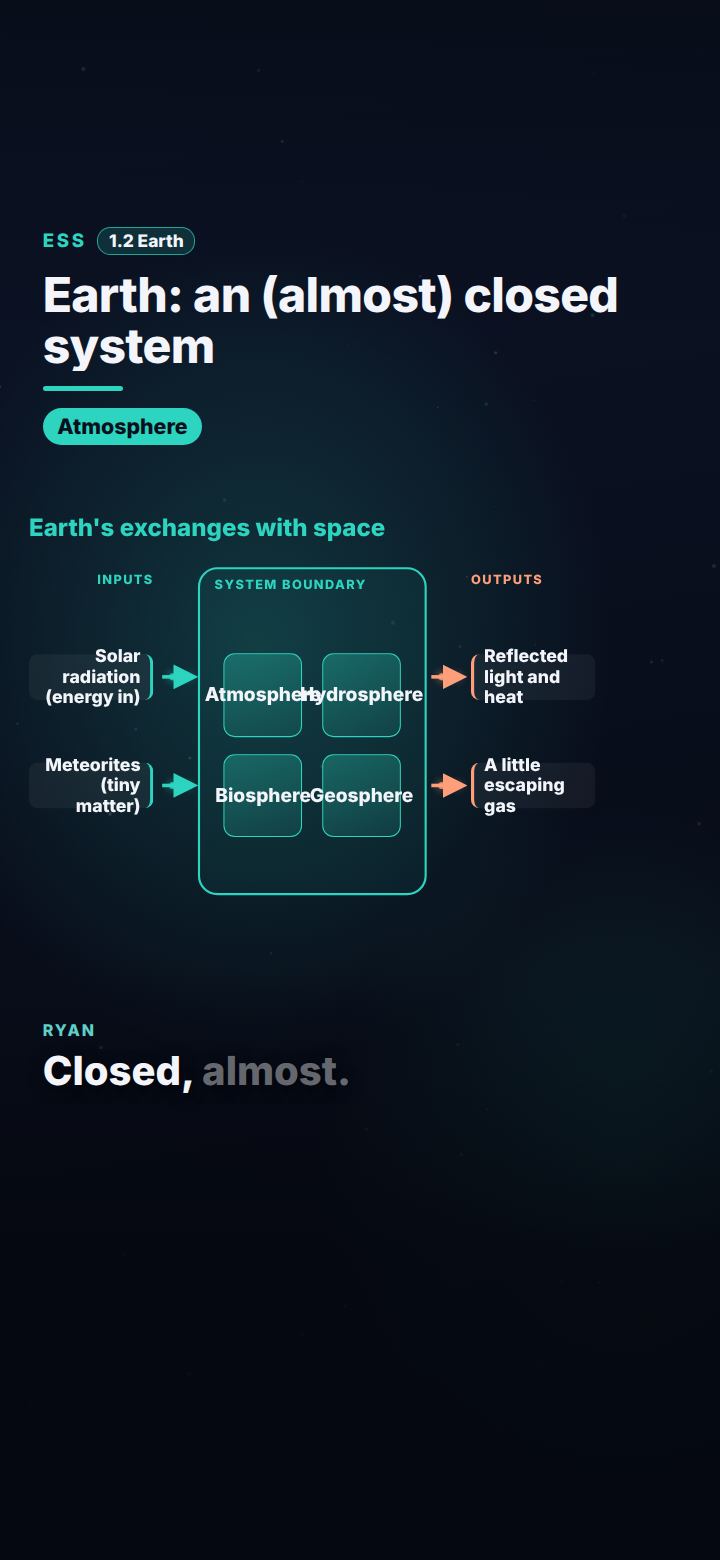 ESS 1.2 Earth
Earth: an (almost) closed
system
Atmosphere
Earth's exchanges with space
INPUTS
SYSTEM BOUNDARY
OUTPUTS
Solar
radiation
(energy in)
Atmosphere
Hydrosphere
Reflected
light and
heat
Meteorites
(tiny
matter)
Biosphere
Geosphere
A little
escaping
gas
RYAN
Closed, almost.